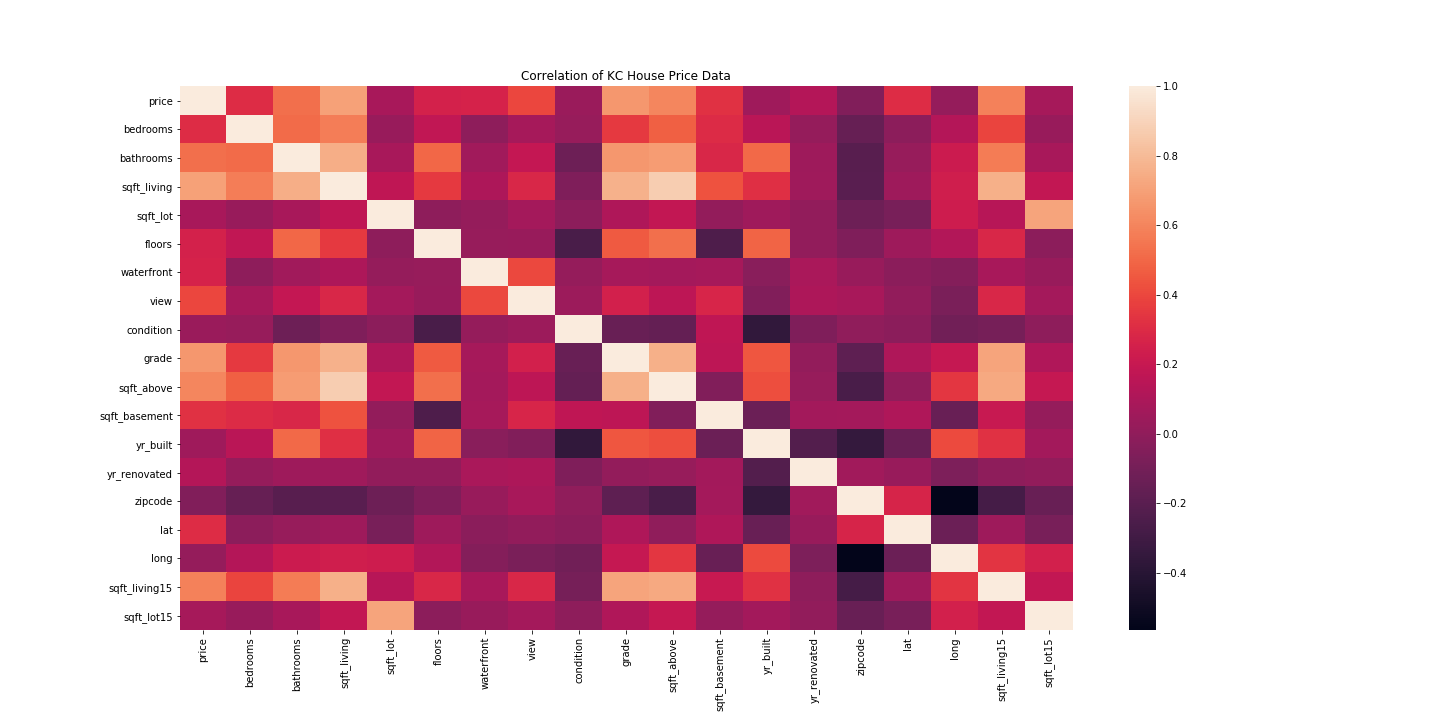 Correlation of KC House Price Data
price
bedrooms
bathrooms
sqft_living
sqft_lot
floors
waterfront
view
condition
grade
sqft_above
sqft_basement
yr_built
yr_renovated
zipcode
lat
long
sqft_living15
sqft_lot15
price
bedrooms
bathrooms
sqft_living
sqft_lot
floors
waterfront
view
condition
grade
sqft_above
sqft_basement
yr_built
yr_renovated
zipcode
lat
long
sqft_living15
sqft_lot15
1.0
0.8
0.6
0.4
0.2
0.0
−0.2
−0.4